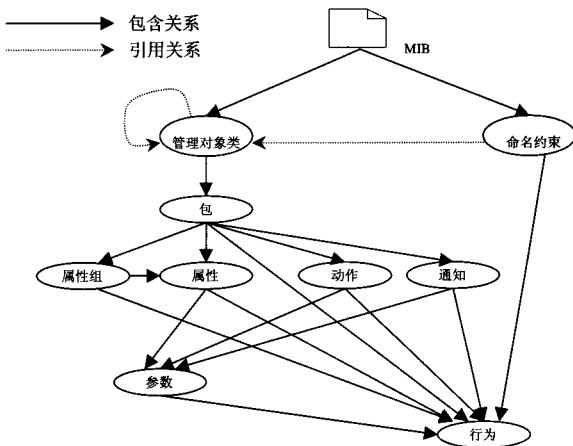 包含关系
引用关系
MIB
管理对象类
命名约束
包
属性组
属性
动作
通知
参数
行为